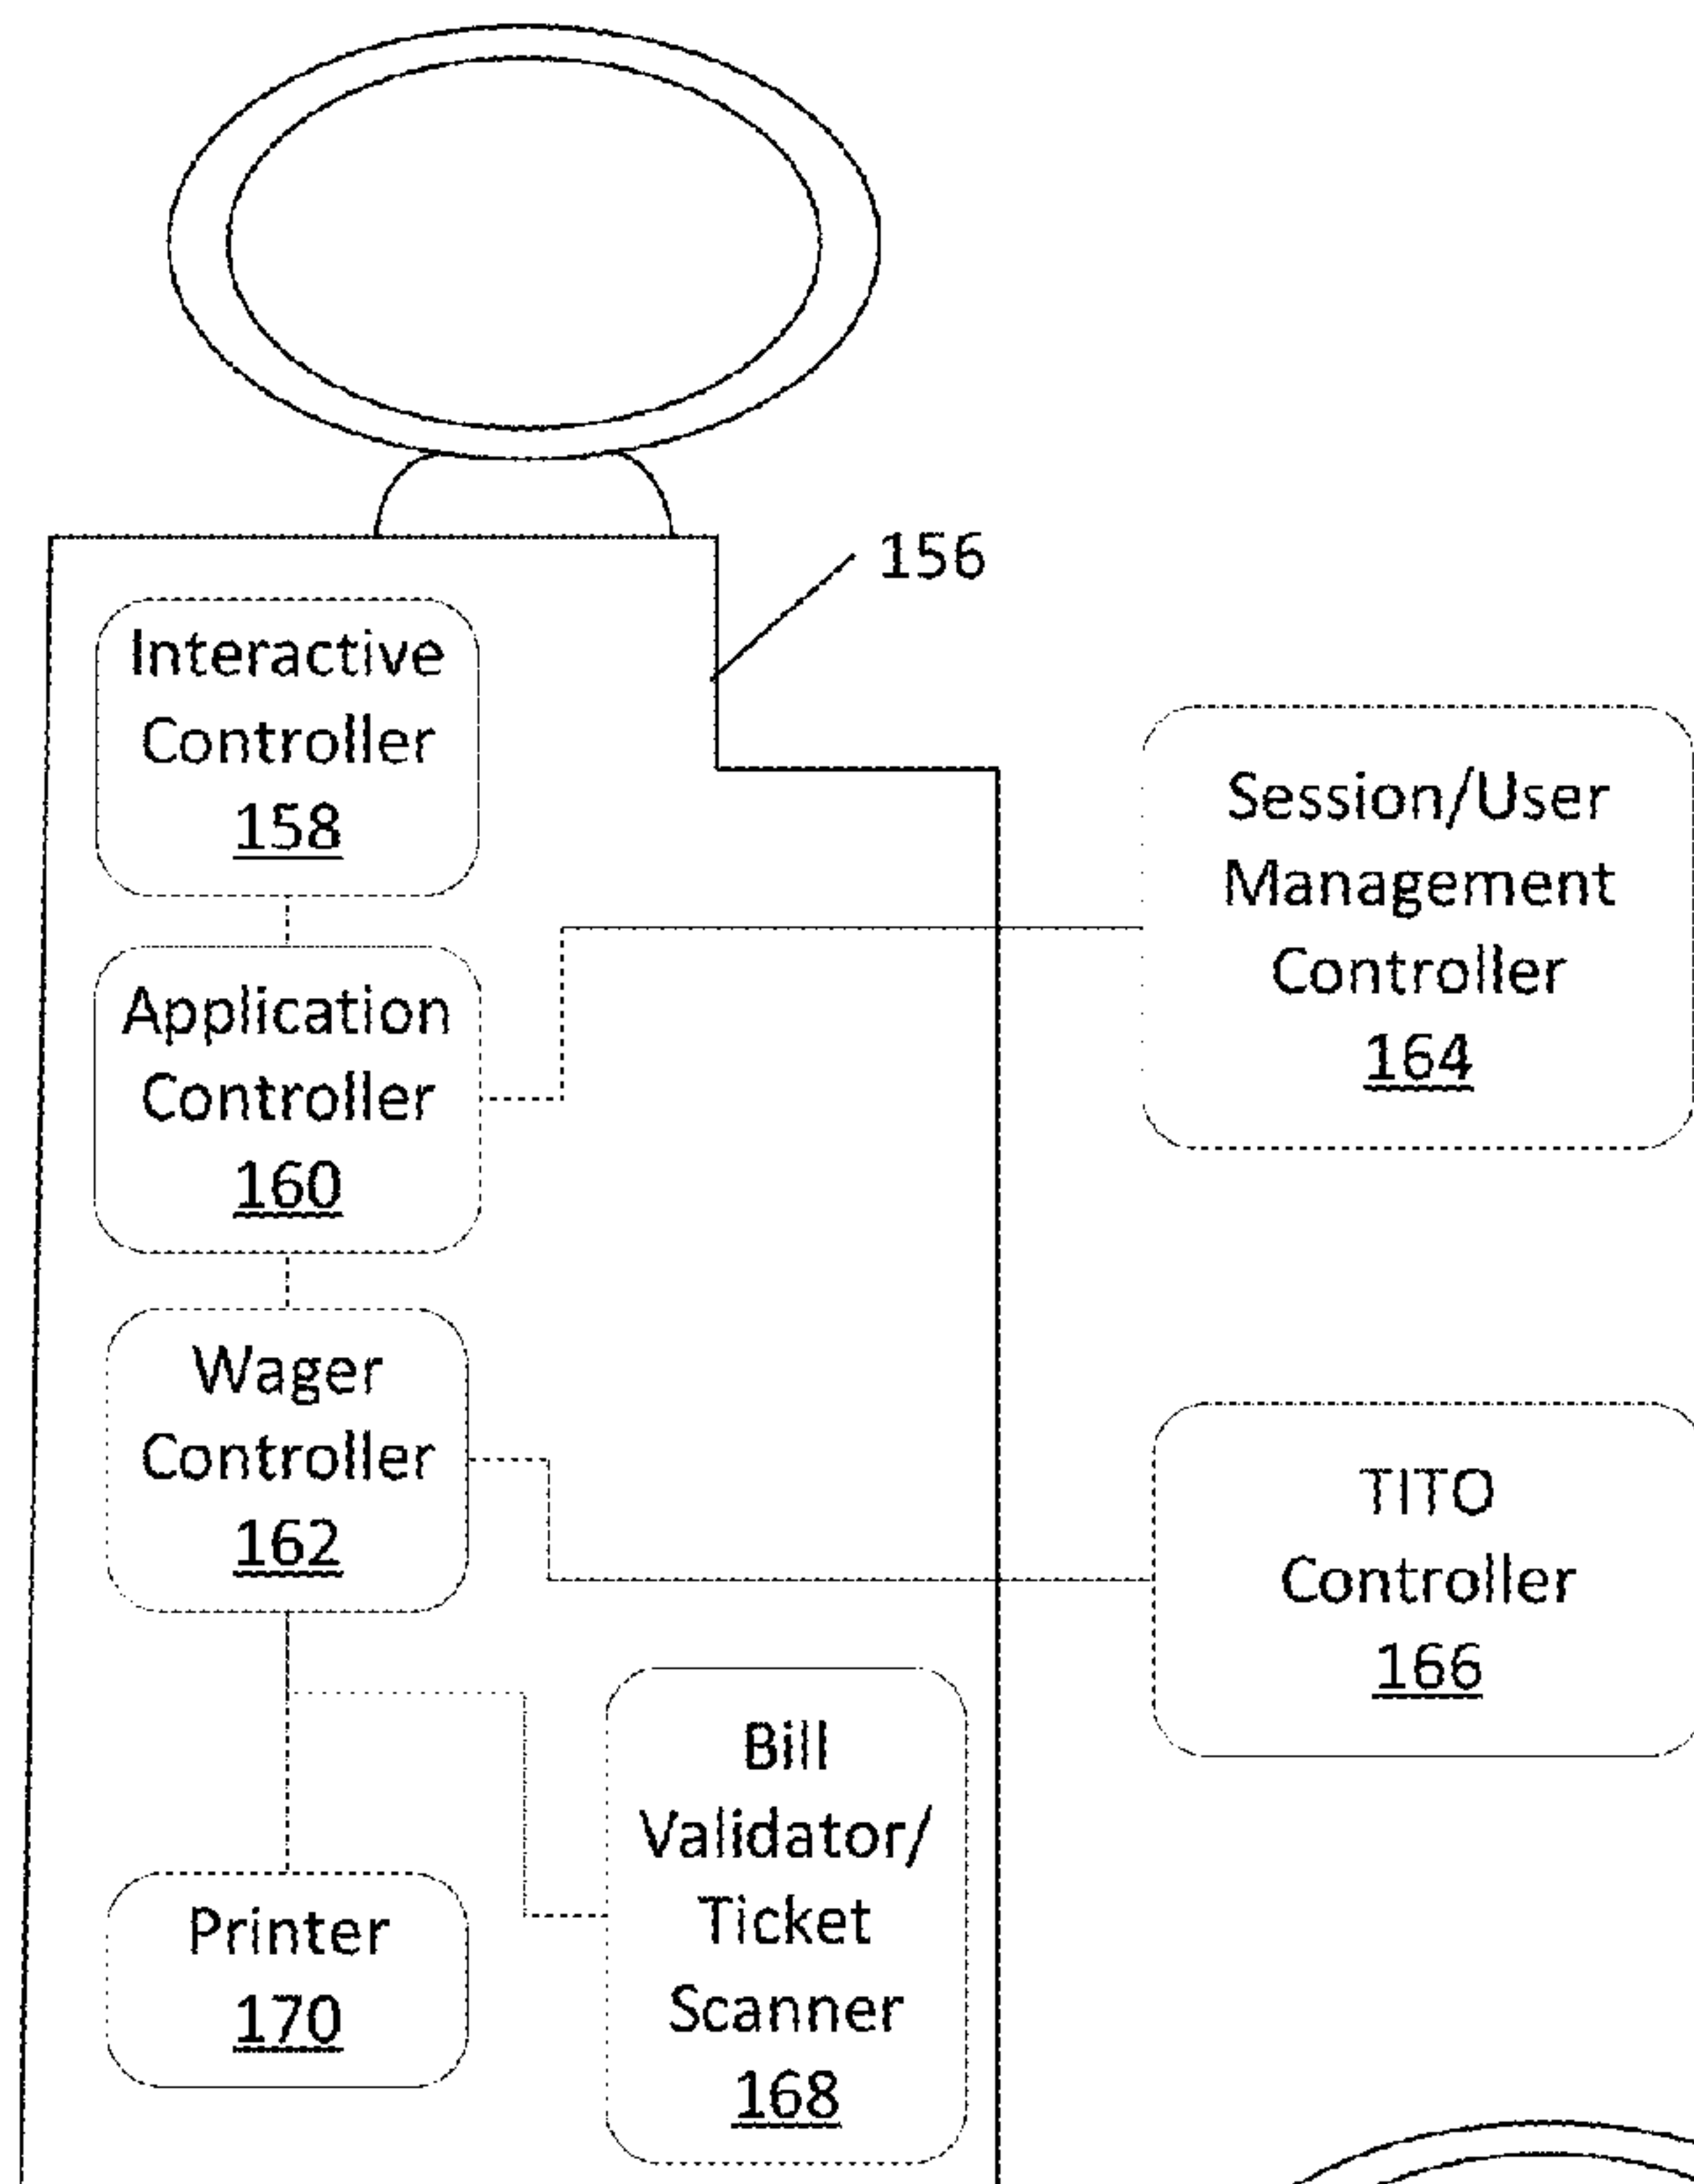 156
Interactive
Controller
158
Session/User
Management
Controller
164
Application
Controller
160
Wager
Controller
162
TITO
Controller
166
Bill
Validator/
Ticket
Scanner
168
Printer
170